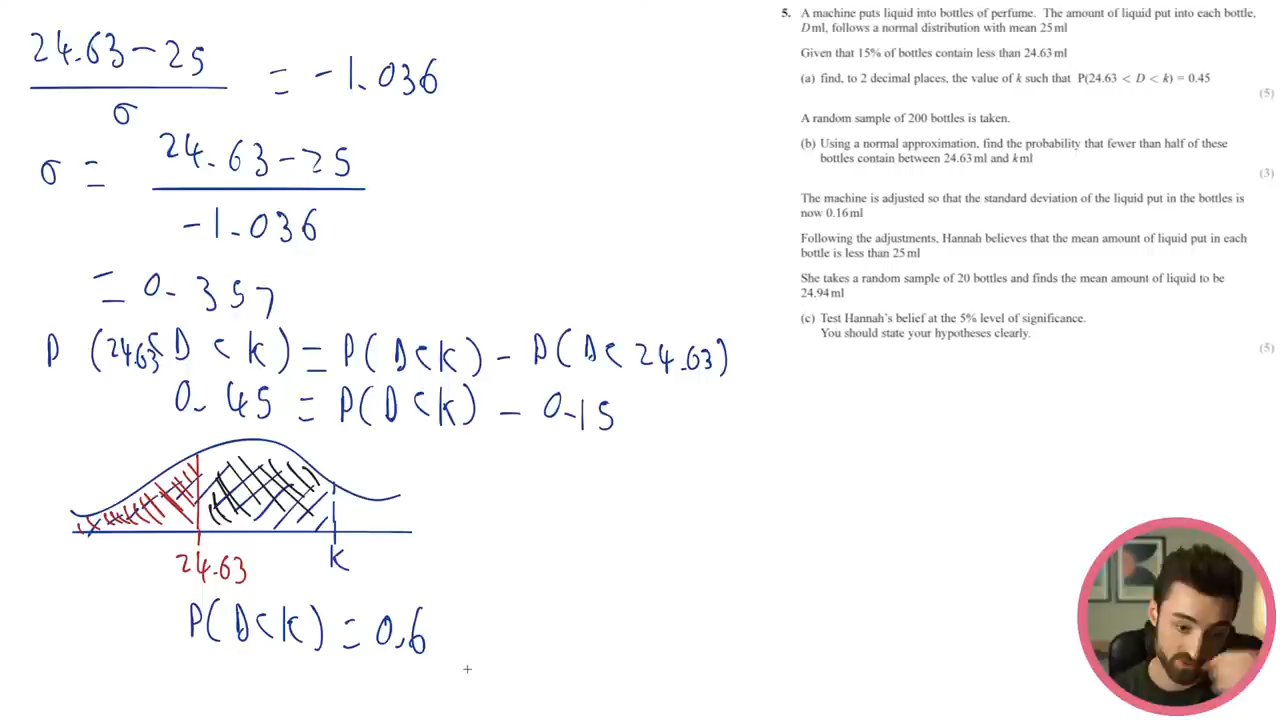 24.63-25
σ
= -1.036
σ = 24.63-25
-1.036
= 0.357
P(24.63<D<k) = P(D<k) - P(D<24.63)
0.45 = P(D<k) - 0.15
24.63
k
P(D<k) = 0.6
5. A machine puts liquid into bottles of perfume. The amount of liquid put into each bottle,
D ml, follows a normal distribution with mean 25 ml
Given that 15% of bottles contain less than 24.63 ml
(a) find, to 2 decimal places, the value of k such that P(24.63 < D < k) = 0.45
(5)
A random sample of 200 bottles is taken.
(b) Using a normal approximation, find the probability that fewer than half of these
bottles contain between 24.63 ml and k ml
(3)
The machine is adjusted so that the standard deviation of the liquid put in the bottles is
now 0.16 ml
Following the adjustments, Hannah believes that the mean amount of liquid put in each
bottle is less than 25 ml
She takes a random sample of 20 bottles and finds the mean amount of liquid to be
24.94 ml
(c) Test Hannah's belief at the 5% level of significance.
You should state your hypotheses clearly.
(5)